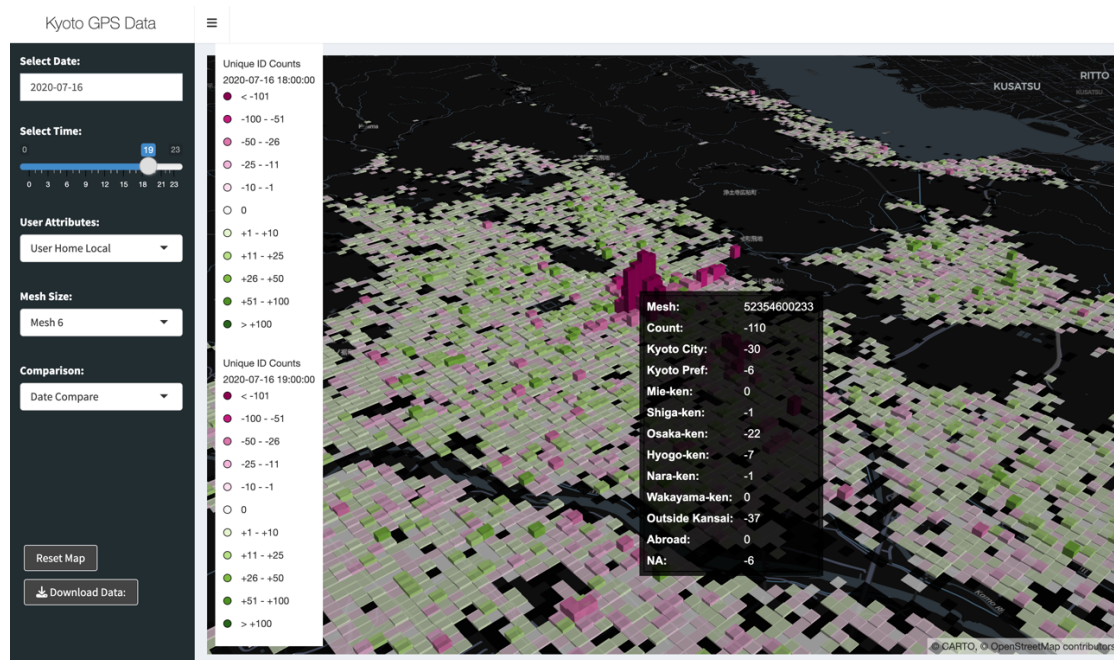 Kyoto GPS Data
Select Date:
2020-07-16
Select Time:
0 19 23
0 3 6 9 12 15 18 21 23
User Attributes:
User Home Local
Mesh Size:
Mesh 6
Comparison:
Date Compare
Reset Map
Download Data:
Unique ID Counts
2020-07-16 18:00:00
< -101
-100 - -51
-50 - -26
-25 - -11
-10 - -1
0
+1 - +10
+11 - +25
+26 - +50
+51 - +100
> +100
Unique ID Counts
2020-07-16 19:00:00
< -101
-100 - -51
-50 - -26
-25 - -11
-10 - -1
0
+1 - +10
+11 - +25
+26 - +50
+51 - +100
> +100
RITTO
KUSATSU
KUSATSU
Mesh: 52354600233
Count: -110
Kyoto City: -30
Kyoto Pref: -6
Mie-ken: 0
Shiga-ken: -1
Osaka-ken: -22
Hyogo-ken: -7
Nara-ken: -1
Wakayama-ken: 0
Outside Kansai: -37
Abroad: 0
NA: -6
© CARTO, © OpenStreetMap contributors